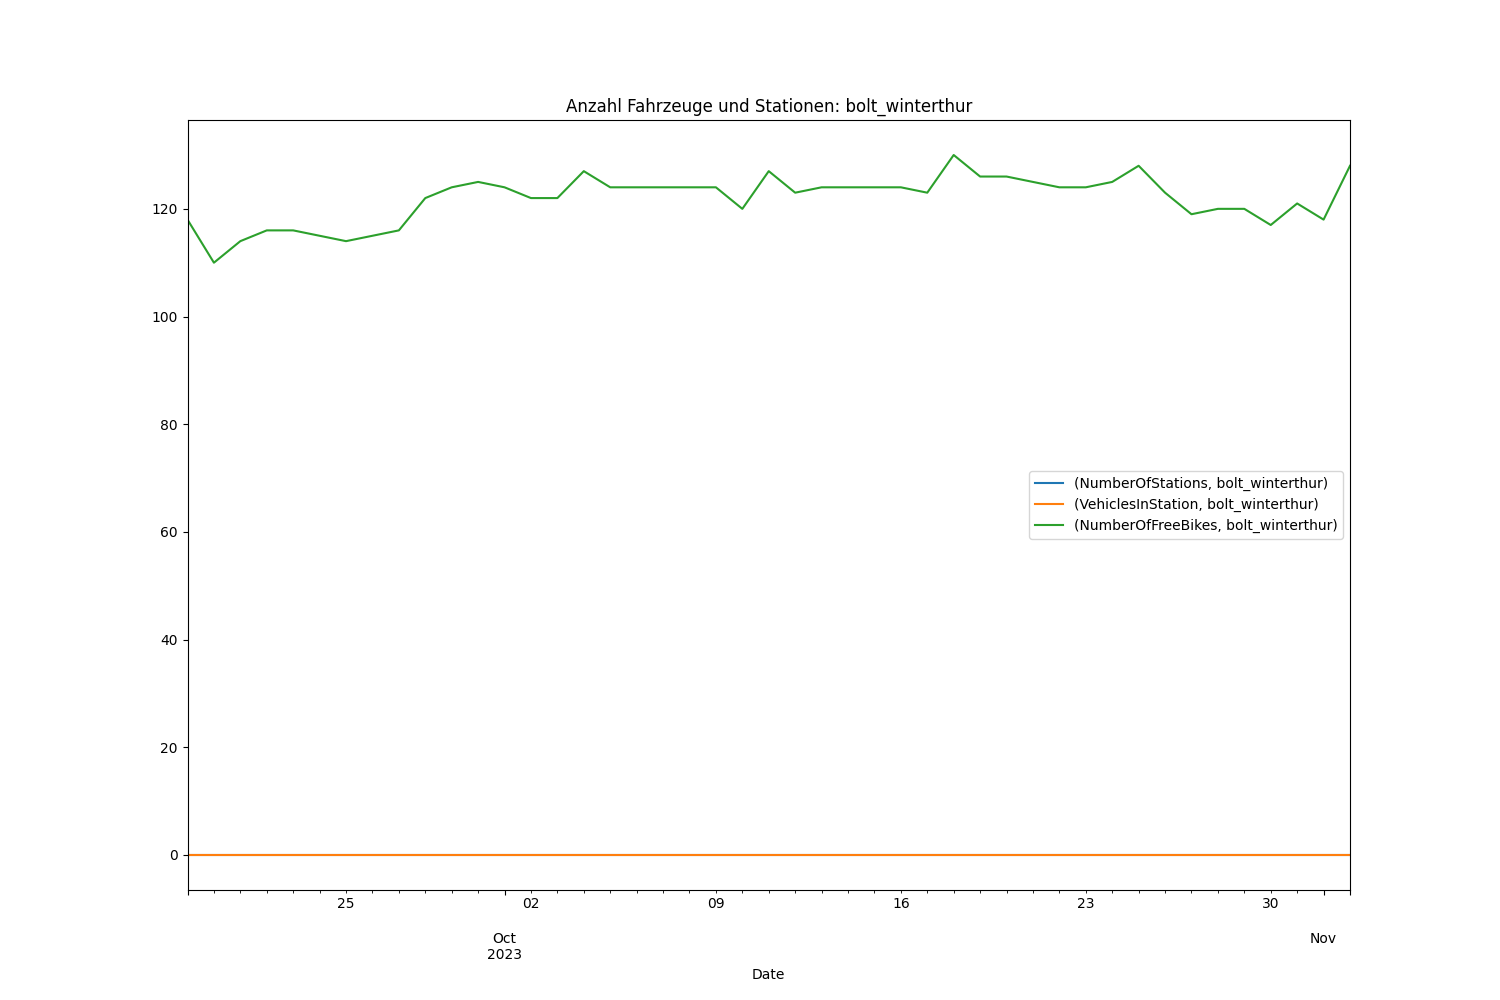 Anzahl Fahrzeuge und Stationen: bolt_winterthur
120
100
80
60
40
20
0
(NumberOfStations, bolt_winterthur)
(VehiclesInStation, bolt_winterthur)
(NumberOfFreeBikes, bolt_winterthur)
25 02 09 16 23 30
Oct Nov
2023
Date